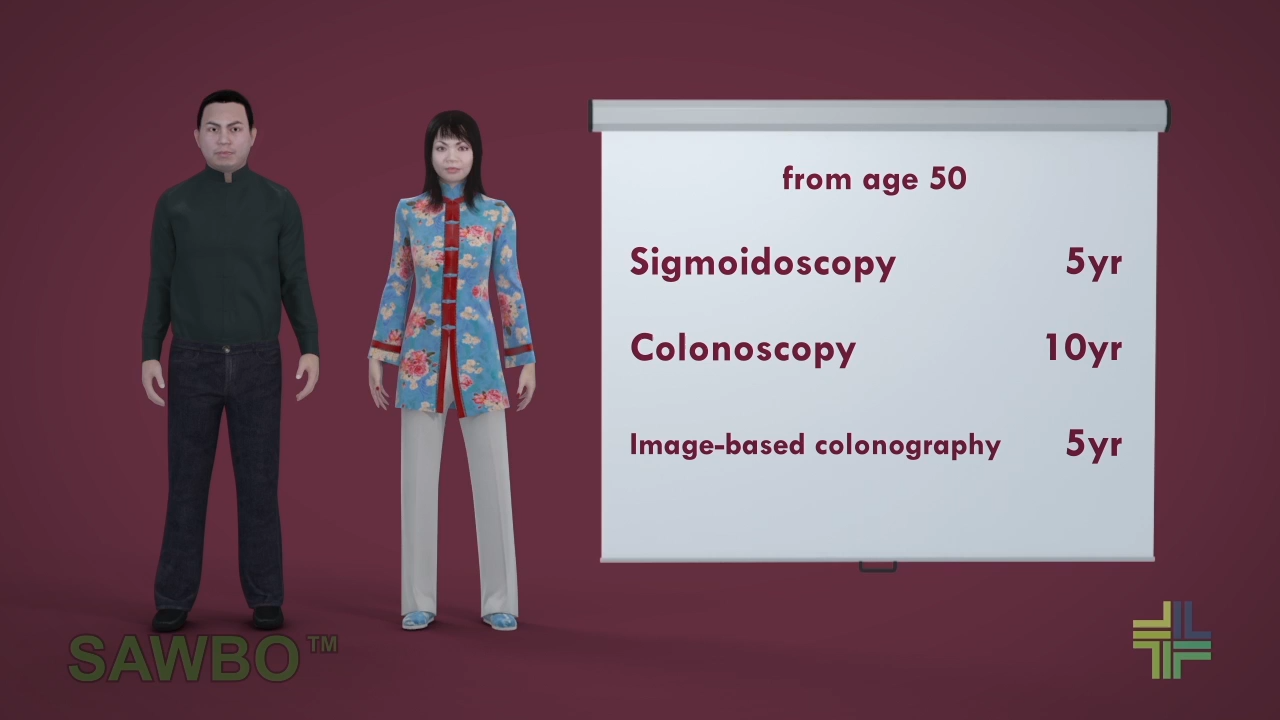 from age 50
Sigmoidoscopy 5yr
Colonoscopy 10yr
Image-based colonography 5yr
SAWBO™